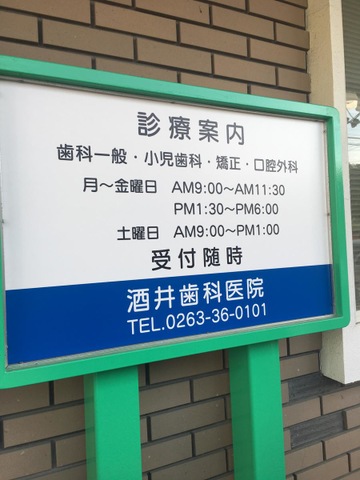 診療案内
歯科一般・小児歯科・矯正・口腔外科
月～金曜日 AM9:00～AM11:30
PM1:30～PM6:00
土曜日 AM9:00～PM1:00
受付随時
酒井歯科医院
TEL.0263-36-0101